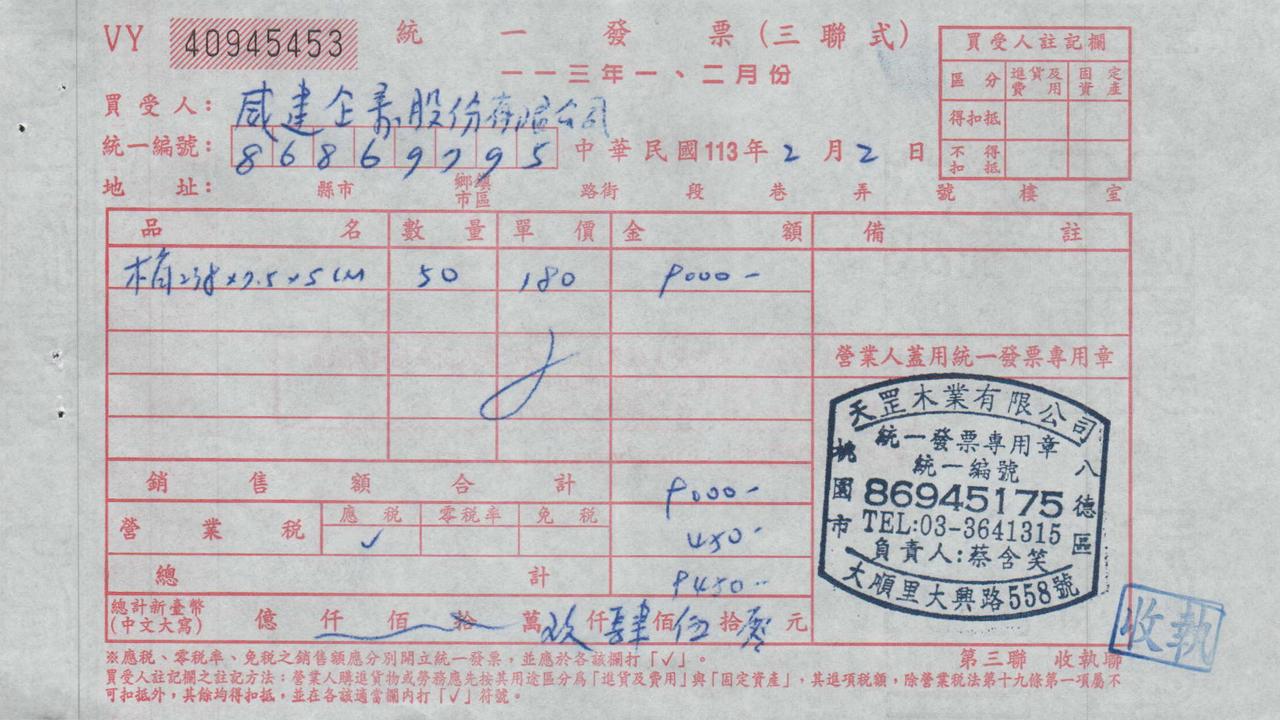 VY 40945453 統一發票(三聯式)
一一三年一、二月份
買受人註記欄
區分 進貨及費用 固定資產
得扣抵
不得扣抵
買受人: 威建企業股份有限公司
統一編號: 86869795 中華民國113年2月2日
地址: 縣市 鄉鎮市區 路街 段 巷 弄 號 樓 室
品名 數量 單價 金額 備註
50 180 9000-
營業人蓋用統一發票專用章
銷售額合計 9000-
營業稅 應稅 零稅率 免稅 450-
✓
總計 9450-
總計新臺幣(中文大寫) 億 仟 佰 拾 萬 玖 仟 肆 佰 伍 拾 零 元
天罡木業有限公司
統一發票專用章
統一編號
86945175
TEL:03-3641315
負責人:蔡含笑
桃園市
八德區
大順里大興路558號
第三聯 收執聯
收執
※應稅、零稅率、免稅之銷售額應分別開立統一發票,並應於各該欄打「✓」。
買受人註記欄之註記方法:營業人購進貨物或勞務應先按其用途區分為「進貨及費用」與「固定資產」,其進項稅額,除營業稅法第十九條第一項屬不
可扣抵外,其餘均得扣抵,並在各該適當欄內打「✓」符號。